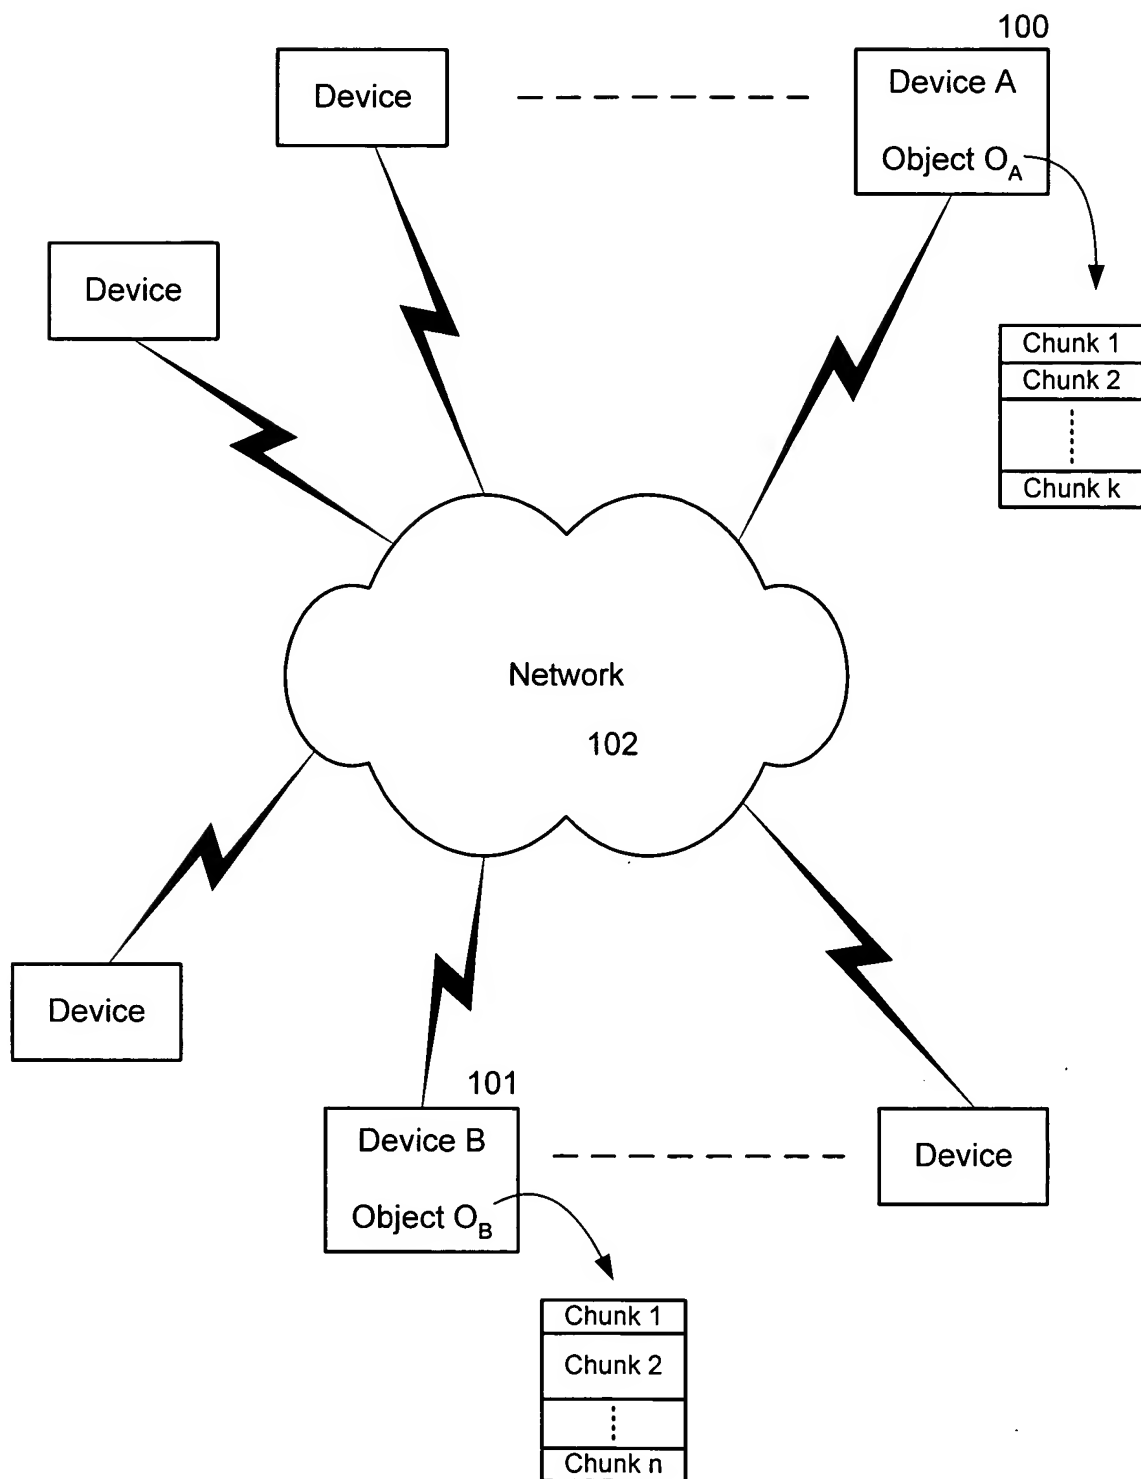 100
Device
Device A
Object O_A
Device
Chunk 1
Chunk 2
Chunk k
Network
102
Device
101
Device B
Object O_B
Device
Chunk 1
Chunk 2
Chunk n